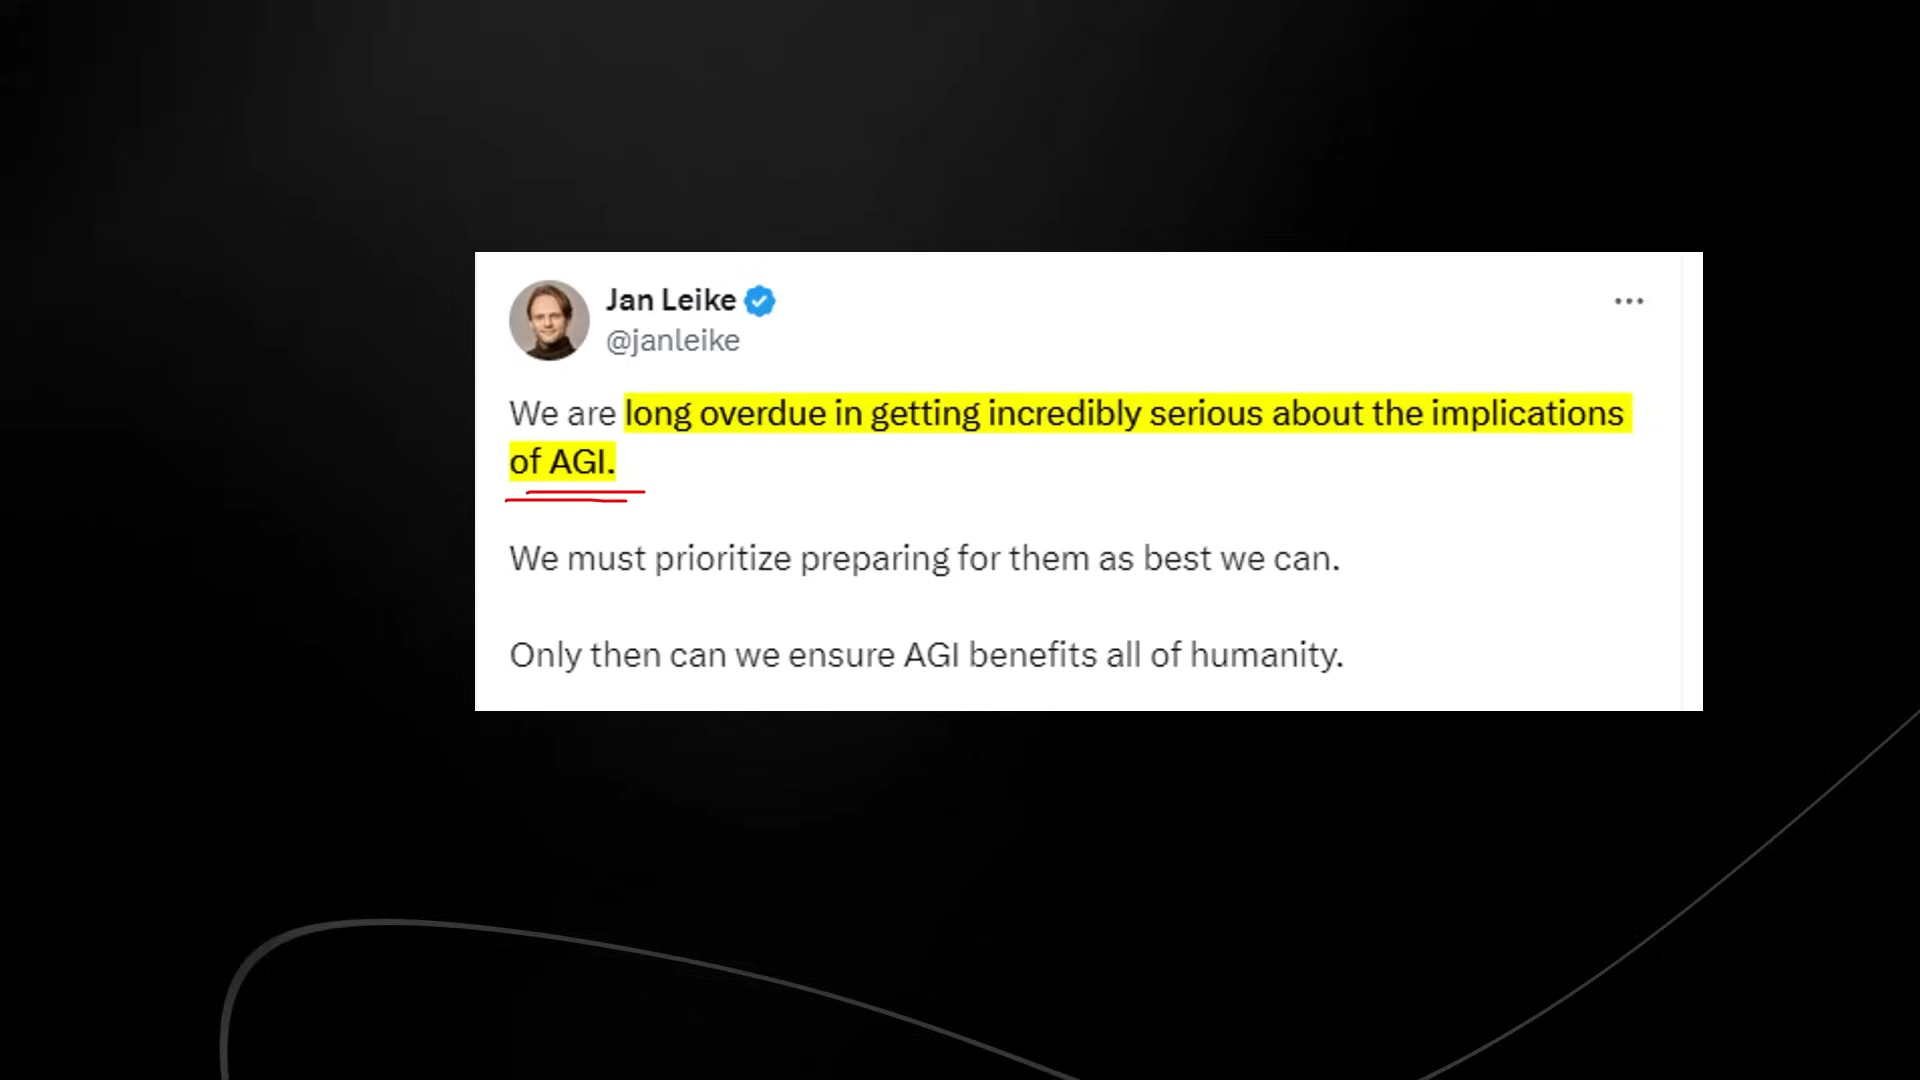 Jan Leike
@janleike
We are long overdue in getting incredibly serious about the implications
of AGI.
We must prioritize preparing for them as best we can.
Only then can we ensure AGI benefits all of humanity.